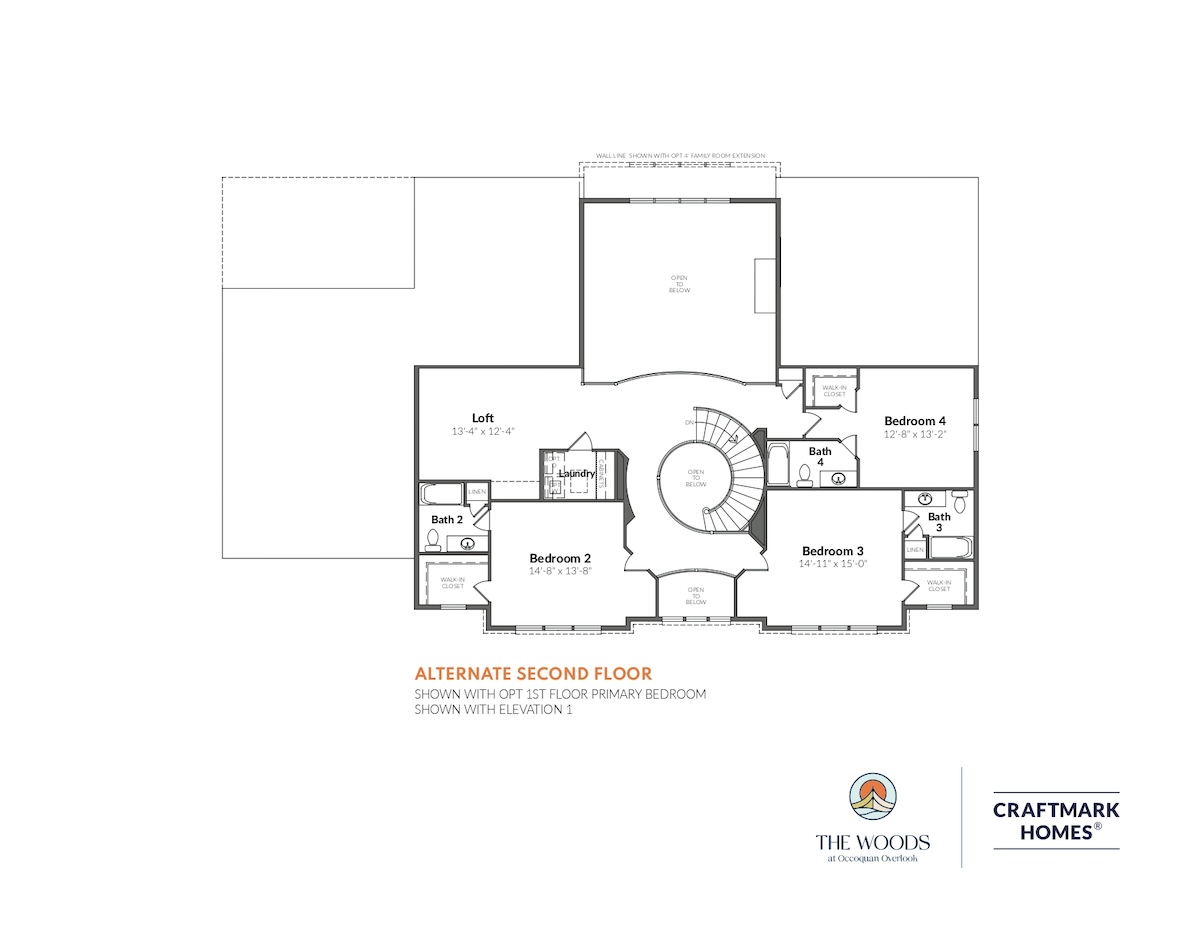 WALL LINE SHOWN WITH OPT 4' FAMILY ROOM EXTENSION
OPEN
TO
BELOW
Loft
13'-4" x 12'-4"
DN
WALK-IN
CLOSET
Bedroom 4
12'-8" x 13'-2"
Bath
4
OPT.
Laundry
CABINETS
OPEN
TO
BELOW
LINEN
Bath 2
Bath
3
LINEN
Bedroom 2
14'-8" x 13'-8"
Bedroom 3
14'-11" x 15'-0"
WALK-IN
CLOSET
OPEN
TO
BELOW
WALK-IN
CLOSET
ALTERNATE SECOND FLOOR
SHOWN WITH OPT 1ST FLOOR PRIMARY BEDROOM
SHOWN WITH ELEVATION 1
THE WOODS
at Occoquan Overlook
CRAFTMARK
HOMES®